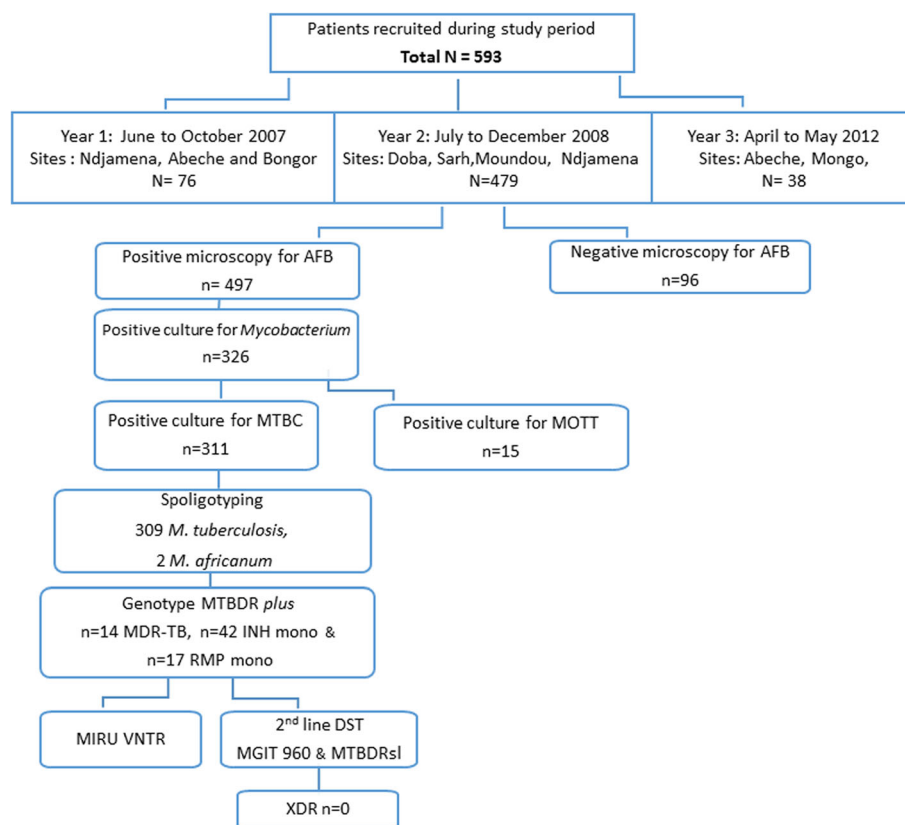 Patients recruited during study period
Total N = 593
Year 1: June to October 2007
Sites : Ndjamena, Abeche and Bongor
N= 76
Year 2: July to December 2008
Sites: Doba, Sarh,Moundou, Ndjamena
N=479
Year 3: April to May 2012
Sites: Abeche, Mongo,
N= 38
Positive microscopy for AFB
n= 497
Negative microscopy for AFB
n=96
Positive culture for Mycobacterium
n=326
Positive culture for MTBC
n=311
Positive culture for MOTT
n=15
Spoligotyping
309 M. tuberculosis,
2 M. africanum
Genotype MTBDR plus
n=14 MDR-TB, n=42 INH mono &
n=17 RMP mono
MIRU VNTR
2nd line DST
MGIT 960 & MTBDRsl
XDR n=0